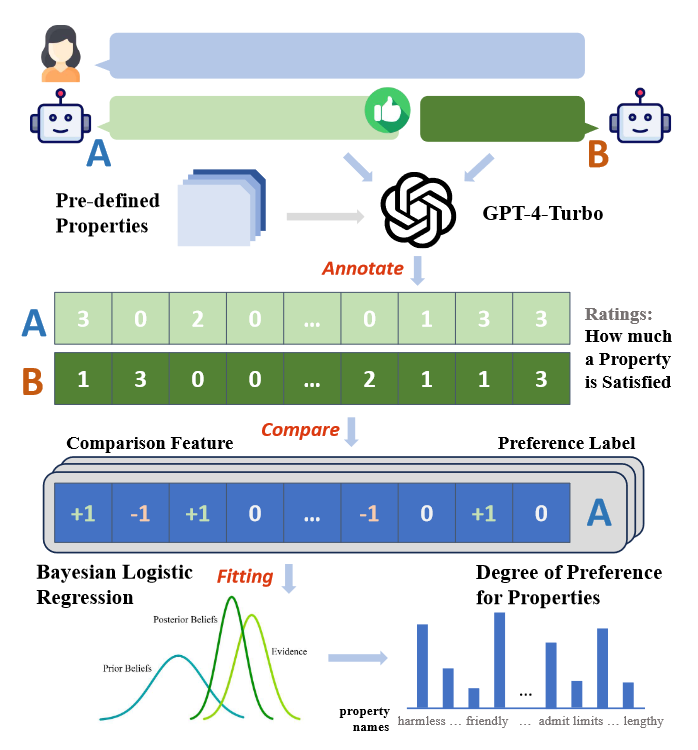 A
B
Pre-defined
Properties
GPT-4-Turbo
Annotate
A 3 0 2 0 ... 0 1 3 3
B 1 3 0 0 ... 2 1 1 3
Ratings:
How much
a Property
is Satisfied
Compare
Comparison Feature
Preference Label
+1 -1 +1 0 ... -1 0 +1 0 A
Bayesian Logistic
Regression
Fitting
Degree of Preference
for Properties
Posterior Beliefs
Prior Beliefs
Evidence
...
property
names
harmless ... friendly ... admit limits ... lengthy